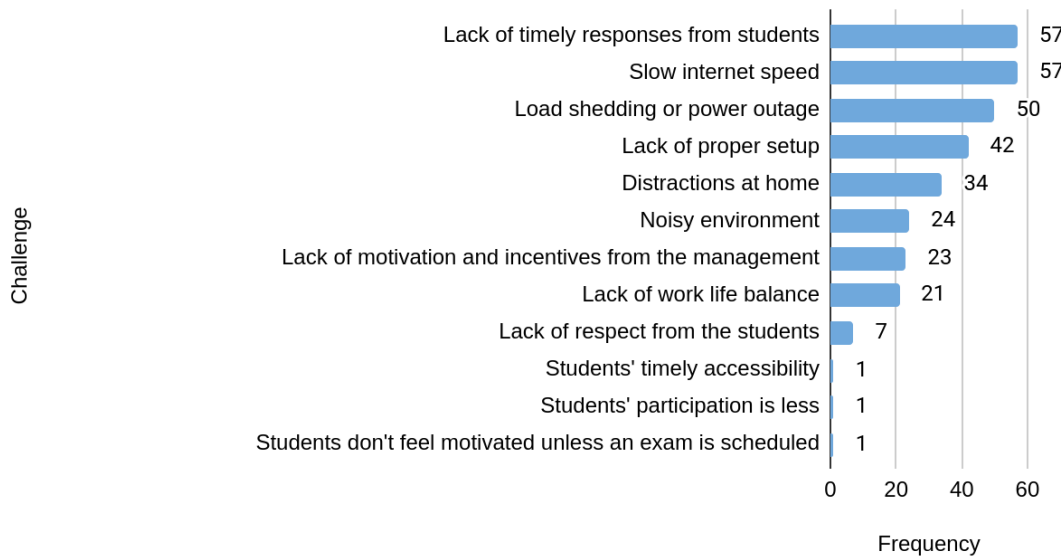 Challenge
Lack of timely responses from students 57
Slow internet speed 57
Load shedding or power outage 50
Lack of proper setup 42
Distractions at home 34
Noisy environment 24
Lack of motivation and incentives from the management 23
Lack of work life balance 21
Lack of respect from the students 7
Students' timely accessibility 1
Students' participation is less 1
Students don't feel motivated unless an exam is scheduled 1
0 20 40 60
Frequency